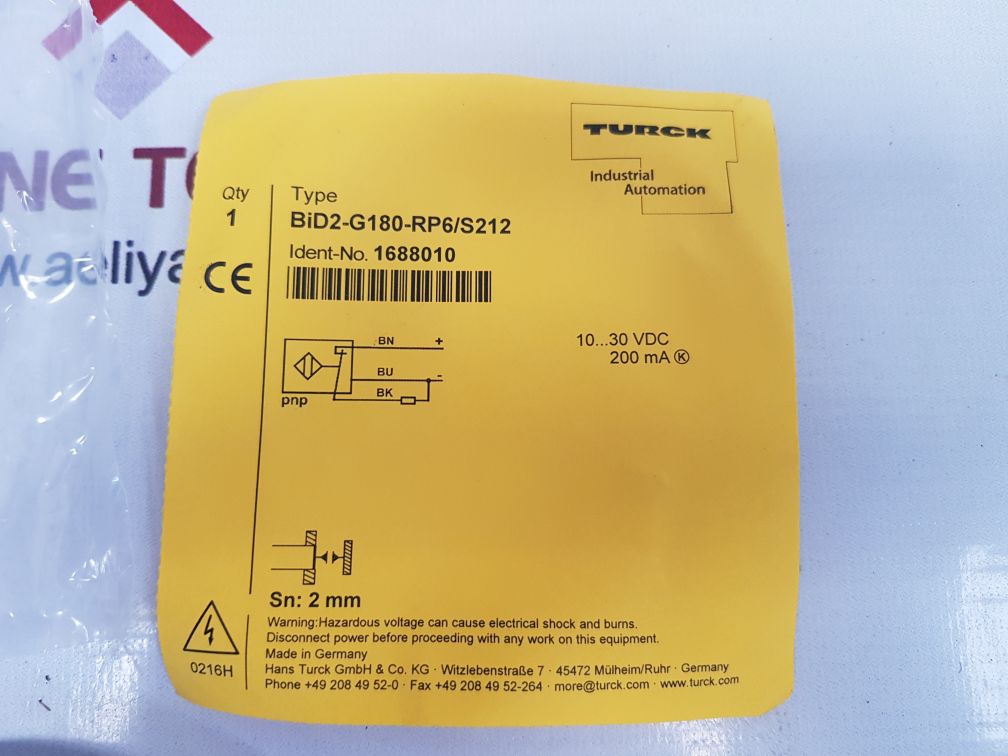 NE TO
w.aeliya
TURCK
Industrial
Automation
Qty
1
Type
BiD2-G180-RP6/S212
Ident-No. 1688010
CE
BN +
BU -
BK
pnp
10...30 VDC
200 mA Ⓚ
Sn: 2 mm
0216H
Warning:Hazardous voltage can cause electrical shock and burns.
Disconnect power before proceeding with any work on this equipment.
Made in Germany
Hans Turck GmbH & Co. KG · Witzlebenstraße 7 · 45472 Mülheim/Ruhr · Germany
Phone +49 208 49 52-0 · Fax +49 208 49 52-264 · more@turck.com · www.turck.com